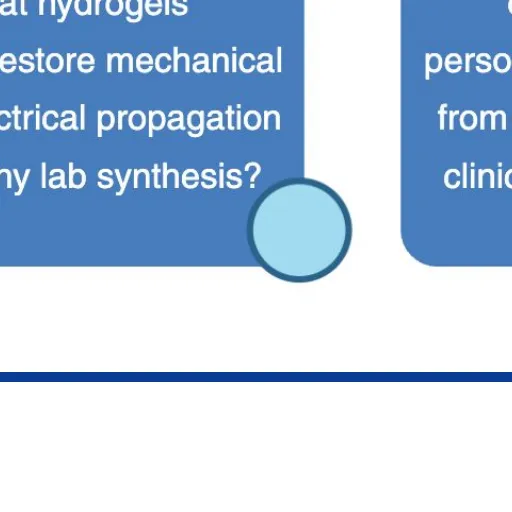 at hydrogels
estore mechanical
ctrical propagation
ny lab synthesis?
perso
from
clinic